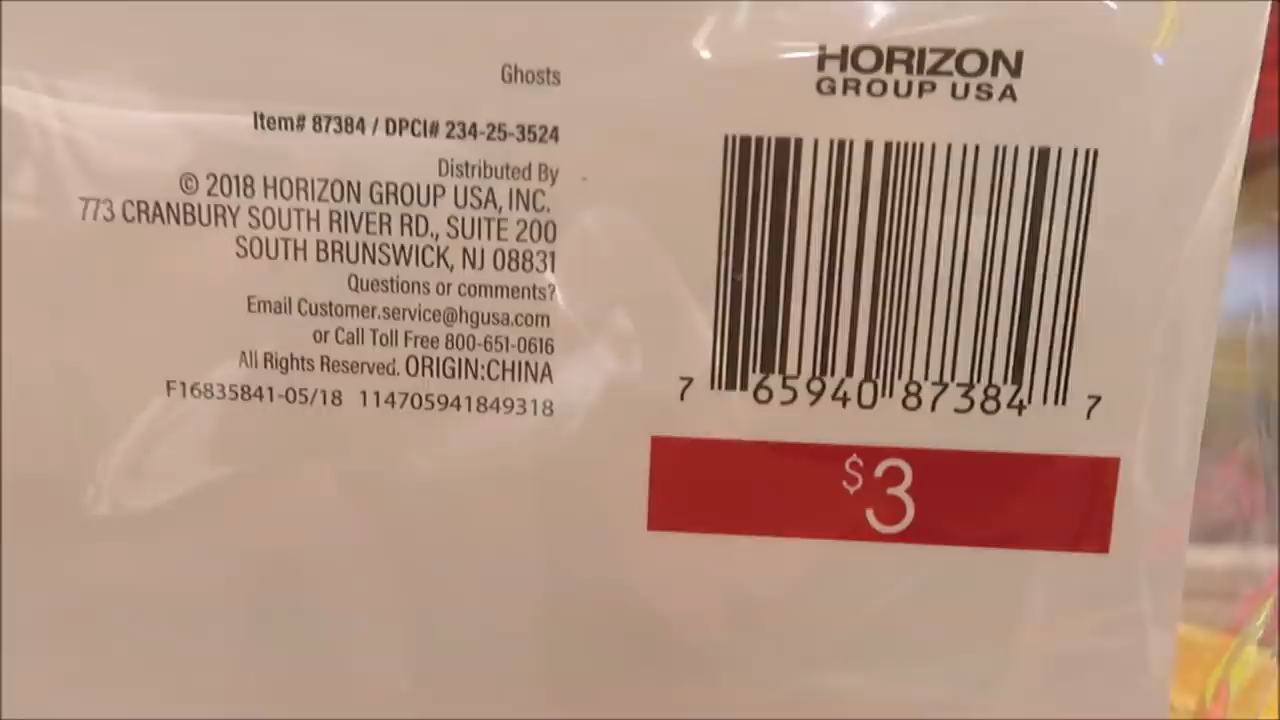 Ghosts
Item# 87384 / DPCI# 234-25-3524
Distributed By
© 2018 HORIZON GROUP USA, INC.
773 CRANBURY SOUTH RIVER RD., SUITE 200
SOUTH BRUNSWICK, NJ 08831
Questions or comments?
Email Customer.service@hgusa.com
or Call Toll Free 800-651-0616
All Rights Reserved. ORIGIN:CHINA
F16835841-05/18 114705941849318
HORIZON
GROUP USA
7 65940 87384 7
$3